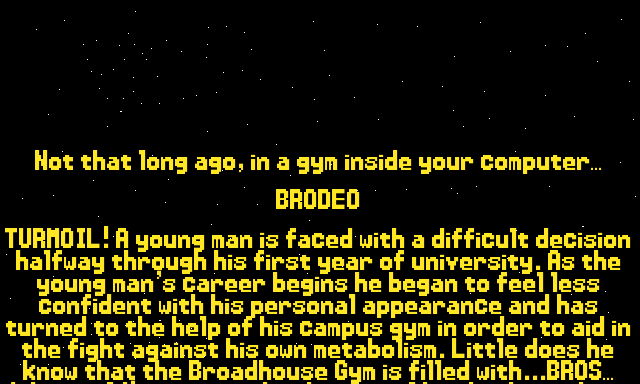 Not that long ago, in a gym inside your computer...
BRODEO
TURMOIL! A young man is faced with a difficult decision
halfway through his first year of university. As the
young man's career begins he began to feel less
confident with his personal appearance and has
turned to the help of his campus gym in order to aid in
the fight against his own metabolism. Little does he
know that the Broadhouse Gym is filled with...BROS...